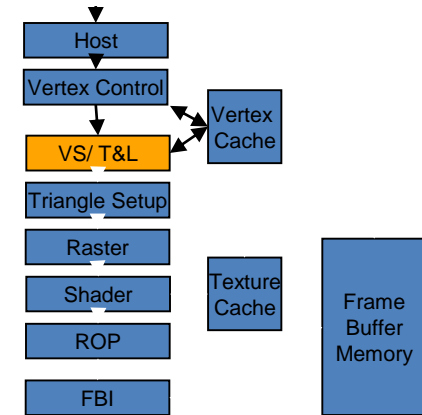 Host
Vertex Control
Vertex
Cache
VS/ T&L
Triangle Setup
Raster
Shader
Texture
Cache
Frame
Buffer
Memory
ROP
FBI